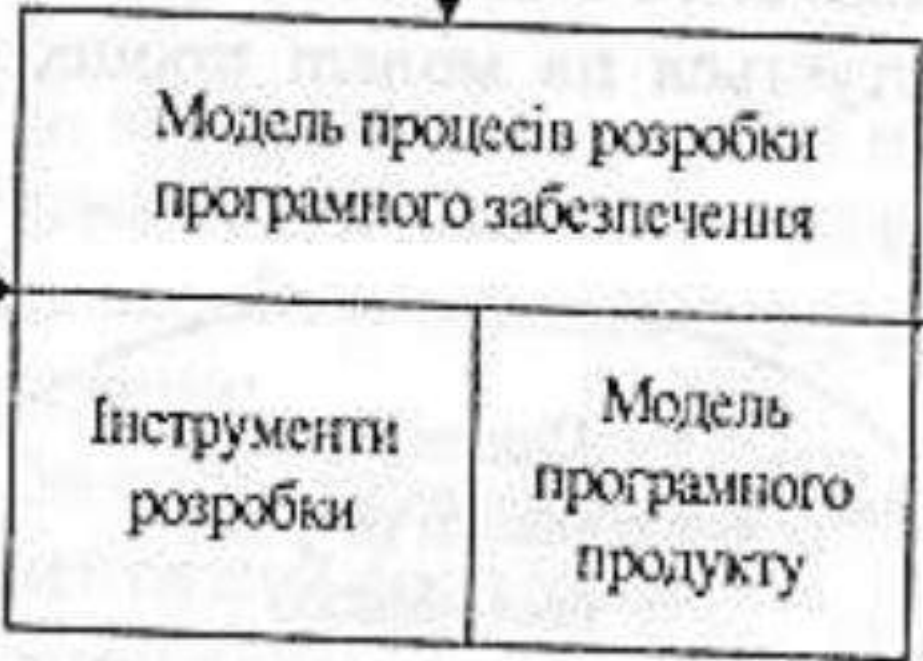 Модель процесів розробки
програмного забезпечення
Інструменти
розробки
Модель
програмного
продукту